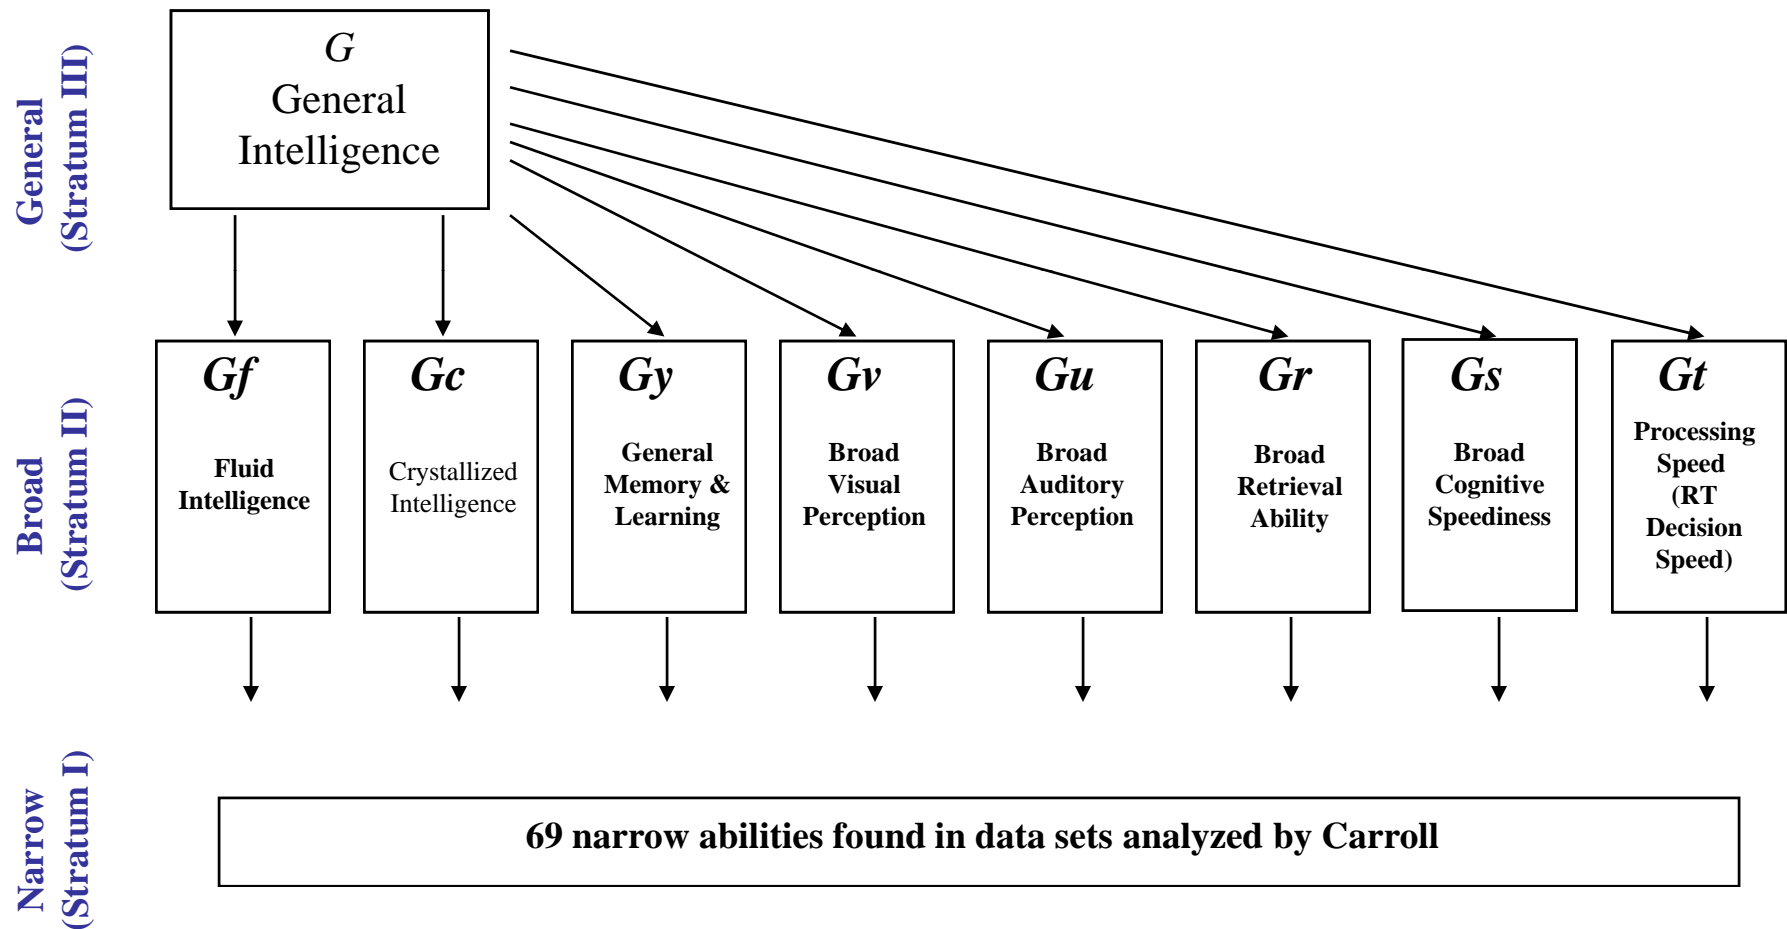 General
(Stratum III)
G
General
Intelligence
Broad
(Stratum II)
Gf
Fluid
Intelligence
Gc
Crystallized
Intelligence
Gy
General
Memory &
Learning
Gv
Broad
Visual
Perception
Gu
Broad
Auditory
Perception
Gr
Broad
Retrieval
Ability
Gs
Broad
Cognitive
Speediness
Gt
Processing
Speed
(RT
Decision
Speed)
Narrow
(Stratum I)
69 narrow abilities found in data sets analyzed by Carroll